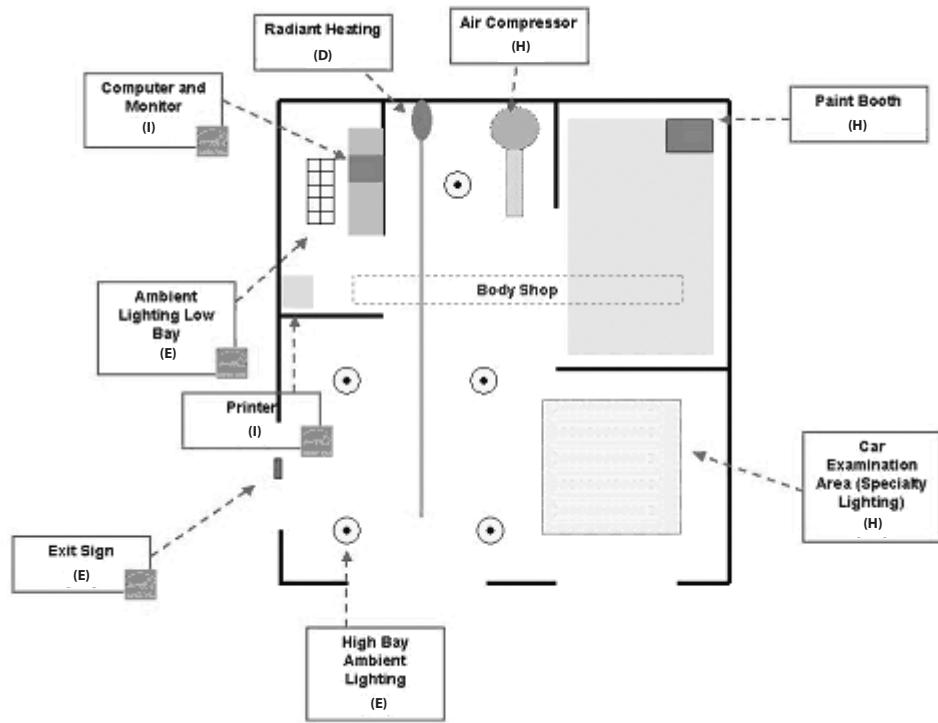 Radiant Heating
(D)
Air Compressor
(H)
Computer and
Monitor
(I)
Paint Booth
(H)
Body Shop
Ambient
Lighting Low
Bay
(E)
Printer
(I)
Car
Examination
Area (Specialty
Lighting)
(H)
Exit Sign
(E)
High Bay
Ambient
Lighting
(E)